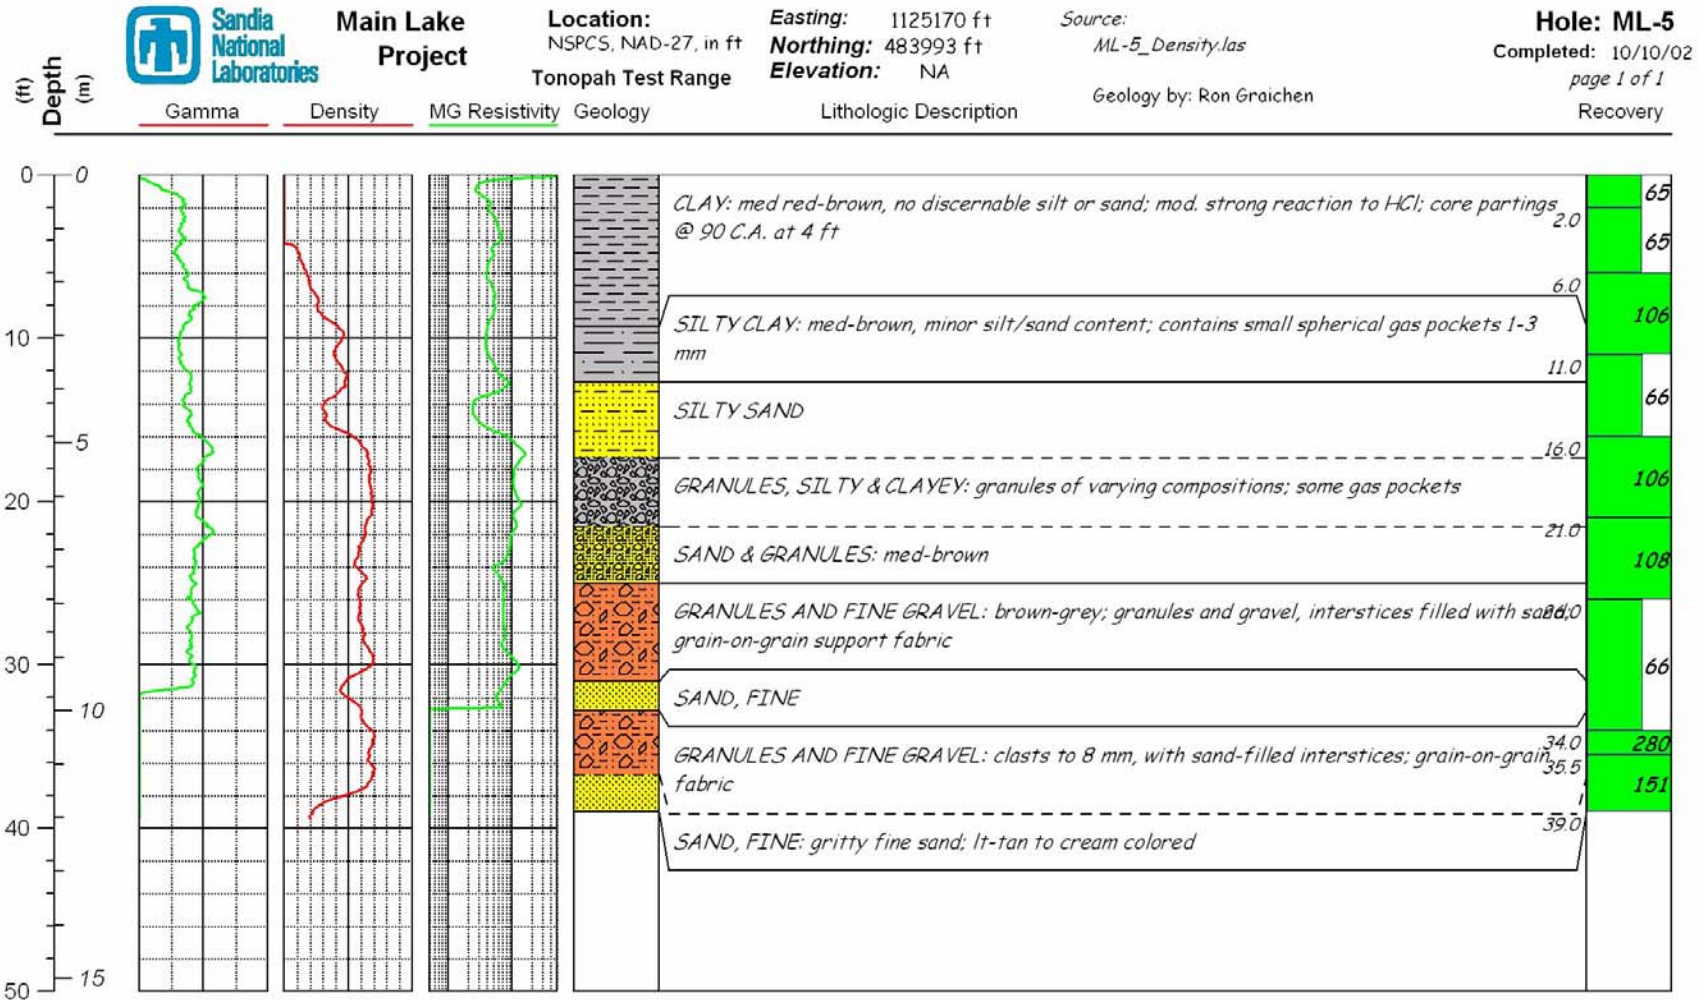 Sandia
National
Laboratories
Main Lake
Project
Location:
NSPCS, NAD-27, in ft
Tonopah Test Range
Easting: 1125170 ft
Northing: 483993 ft
Elevation: NA
Source:
ML-5_Density.las
Geology by: Ron Graichen
Hole: ML-5
Completed: 10/10/02
page 1 of 1
(ft) Depth (m)
Gamma Density MG Resistivity Geology Lithologic Description Recovery
0 0
10
5
20
30
10
40
15
50
CLAY: med red-brown, no discernable silt or sand; mod. strong reaction to HCl; core partings
@ 90 C.A. at 4 ft
SILTY CLAY: med-brown, minor silt/sand content; contains small spherical gas pockets 1-3
mm
SILTY SAND
GRANULES, SILTY & CLAYEY: granules of varying compositions; some gas pockets
SAND & GRANULES: med-brown
GRANULES AND FINE GRAVEL: brown-grey; granules and gravel, interstices filled with sand;
grain-on-grain support fabric
SAND, FINE
GRANULES AND FINE GRAVEL: clasts to 8 mm, with sand-filled interstices; grain-on-grain
fabric
SAND, FINE: gritty fine sand; lt-tan to cream colored
2.0
6.0
11.0
16.0
21.0
26.0
34.0
35.5
39.0
65
65
106
66
106
108
66
280
151